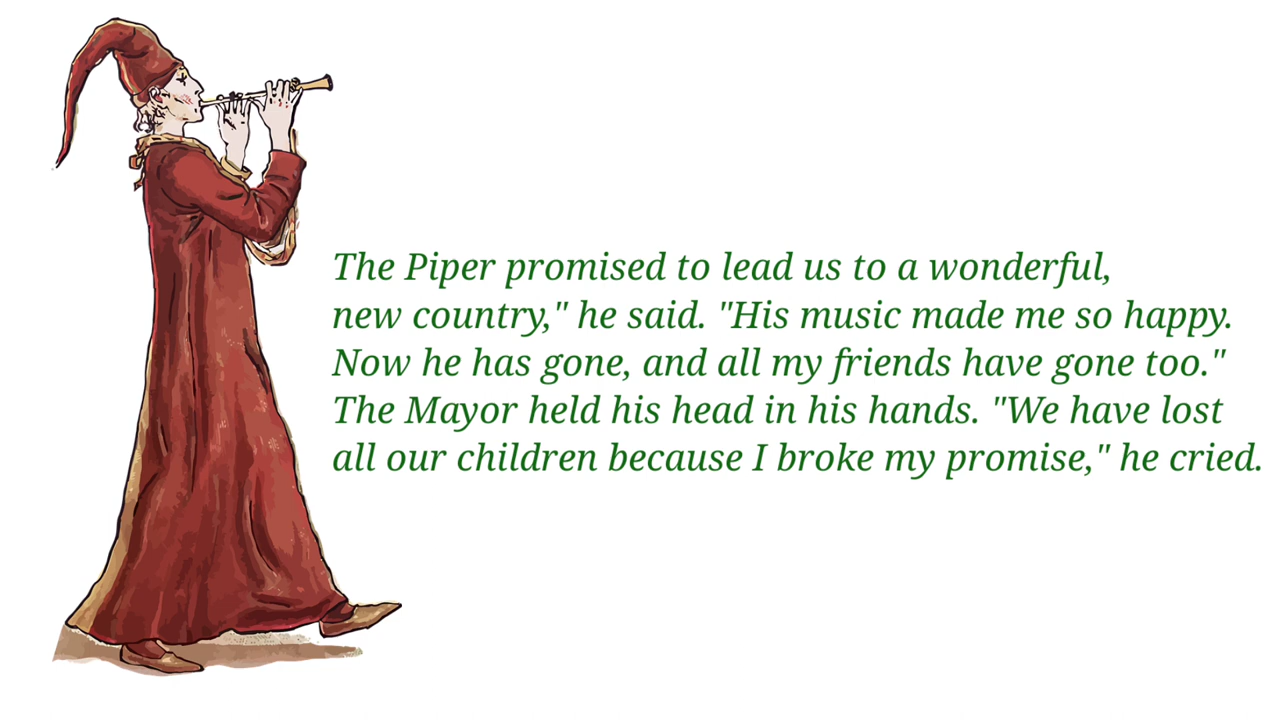 The Piper promised to lead us to a wonderful,
new country," he said. "His music made me so happy.
Now he has gone, and all my friends have gone too."
The Mayor held his head in his hands. "We have lost
all our children because I broke my promise," he cried.